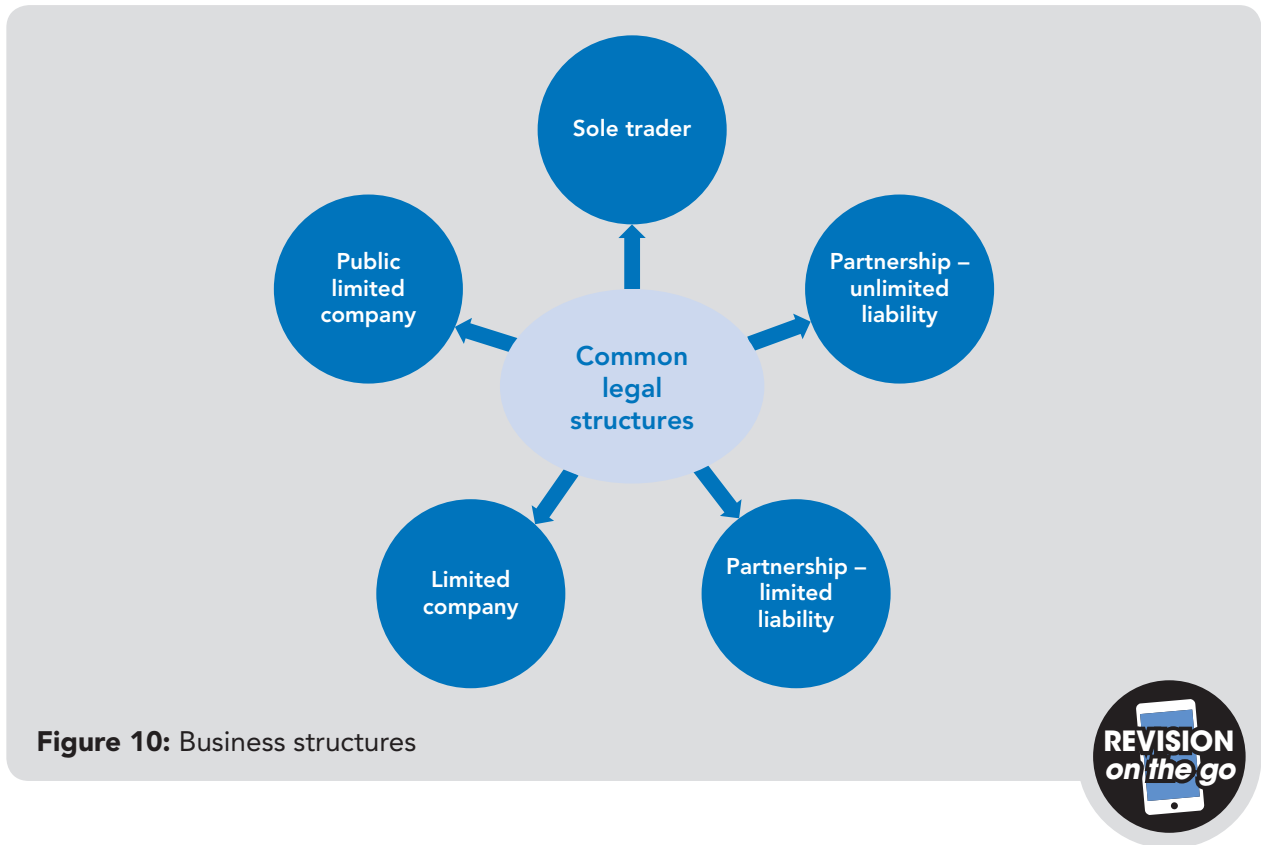 Sole trader
Public
limited
company
Partnership –
unlimited
liability
Common
legal
structures
Limited
company
Partnership –
limited
liability
Figure 10: Business structures
REVISION
on the go